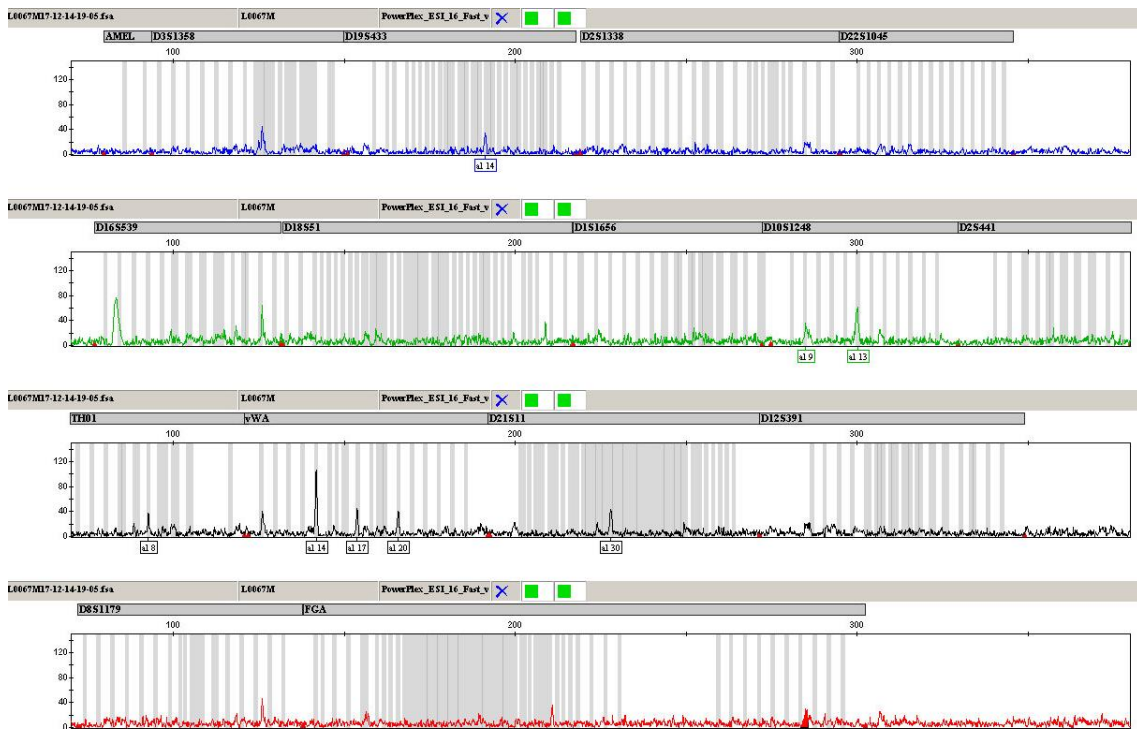 L0067M17-12-14-19-05.fsa L0067M PowerPlex_ESI_16_Fast_v
AMEL D3S1358 D19S433 D2S1338 D22S1045
100 200 300
120
80
40
0
al 14
L0067M17-12-14-19-05.fsa L0067M PowerPlex_ESI_16_Fast_v
D16S539 D18S51 D1S1656 D10S1248 D2S441
100 200 300
120
80
40
0
al 9 al 13
L0067M17-12-14-19-05.fsa L0067M PowerPlex_ESI_16_Fast_v
TH01 vWA D21S11 D12S391
100 200 300
120
80
40
0
al 8 al 14 al 17 al 20 al 30
L0067M17-12-14-19-05.fsa L0067M PowerPlex_ESI_16_Fast_v
D8S1179 FGA
100 200 300
120
80
40
0